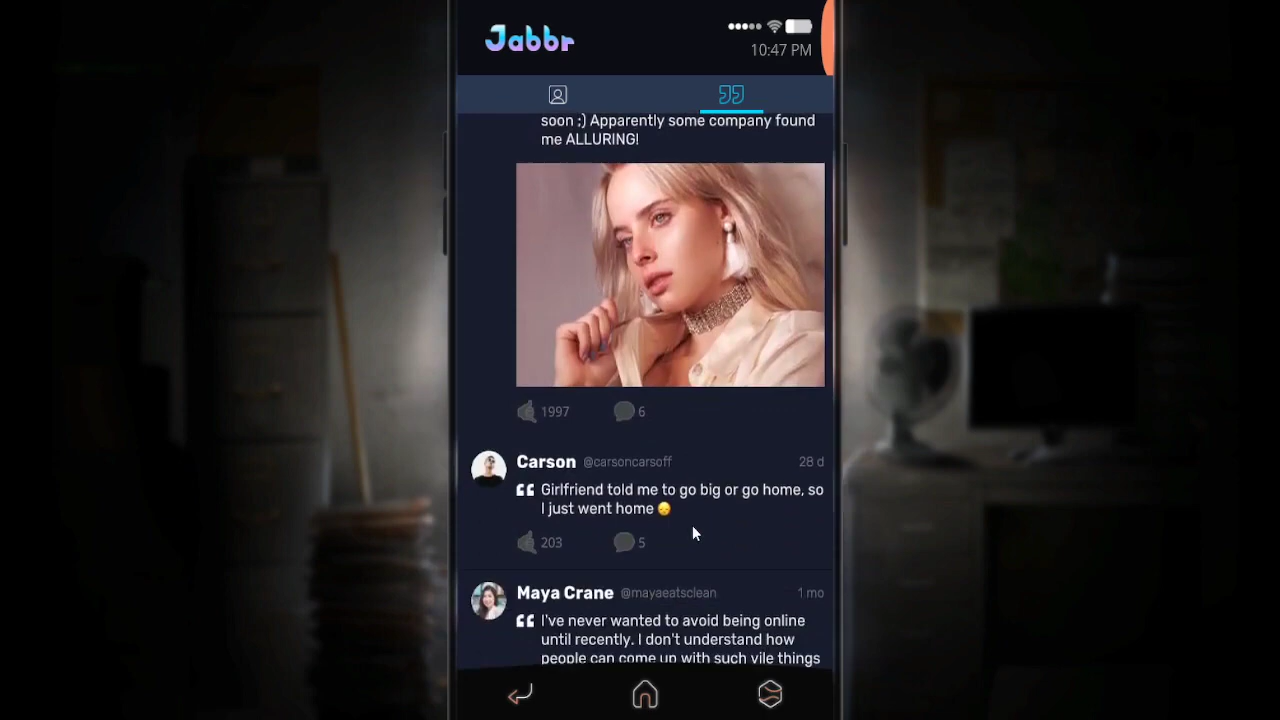 Jabbr
10:47 PM
soon ;) Apparently some company found
me ALLURING!
1997 6
Carson @carsoncarsoff 28 d
Girlfriend told me to go big or go home, so
I just went home 😞
203 5
Maya Crane @mayaeatsclean 1 mo
I've never wanted to avoid being online
until recently. I don't understand how
people can come up with such vile things